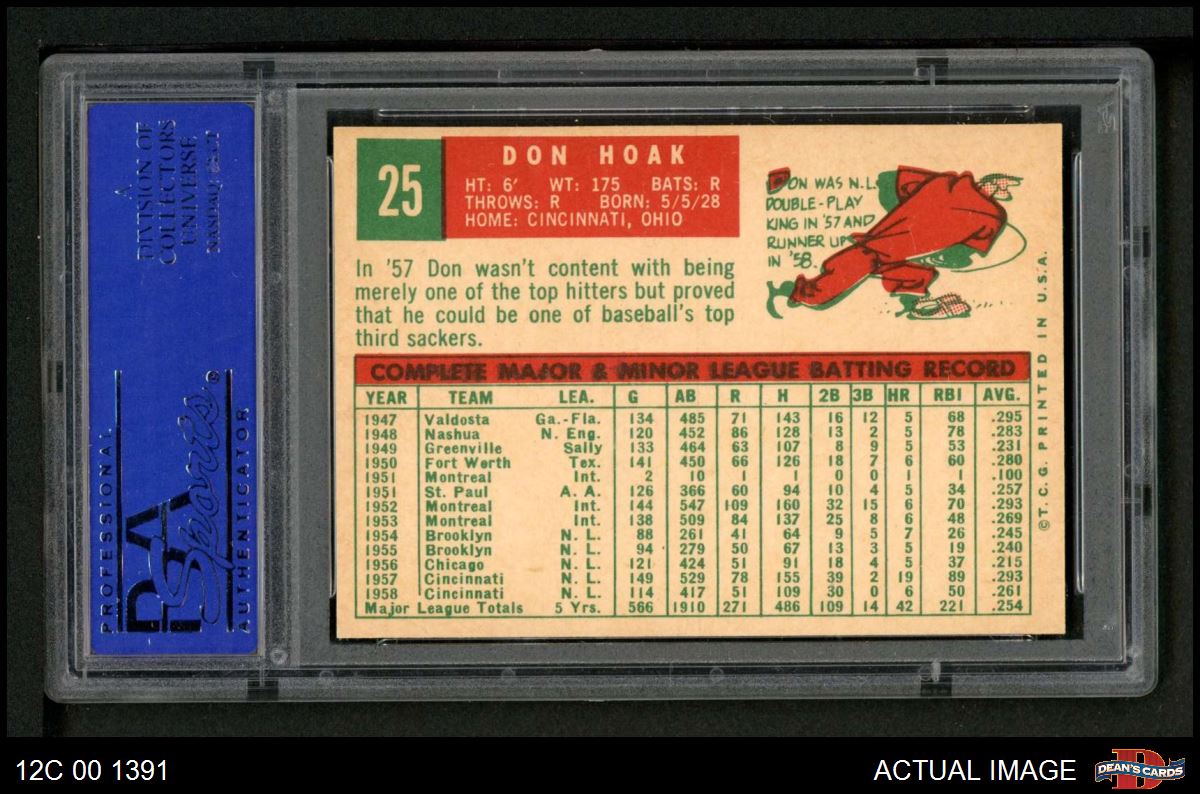 A
DIVISION OF
COLLECTORS
UNIVERSE
NASDAQ: CLCT
PROFESSIONAL
PSA
Sports®
AUTHENTICATOR
25
DON HOAK
HT: 6' WT: 175 BATS: R
THROWS: R BORN: 5/5/28
HOME: CINCINNATI, OHIO
In '57 Don wasn't content with being
merely one of the top hitters but proved
that he could be one of baseball's top
third sackers.
DON WAS N.L.
DOUBLE-PLAY
KING IN '57 AND
RUNNER UP
IN '58.
COMPLETE MAJOR & MINOR LEAGUE BATTING RECORD
YEAR TEAM LEA. G AB R H 2B 3B HR RBI AVG.
1947 Valdosta Ga.-Fla. 134 485 71 143 16 12 5 68 .295
1948 Nashua N. Eng. 120 452 86 128 13 2 5 78 .283
1949 Greenville Sally 133 464 63 107 8 9 5 53 .231
1950 Fort Worth Tex. 141 450 66 126 18 7 6 60 .280
1951 Montreal Int. 2 10 1 1 0 0 1 1 .100
1951 St. Paul A. A. 126 366 60 94 10 4 5 34 .257
1952 Montreal Int. 144 547 109 160 32 15 6 70 .293
1953 Montreal Int. 138 509 84 137 25 8 6 48 .269
1954 Brooklyn N. L. 88 261 41 64 9 5 7 26 .245
1955 Brooklyn N. L. 94 279 50 67 13 3 5 19 .240
1956 Chicago N. L. 121 424 51 91 18 4 5 37 .215
1957 Cincinnati N. L. 149 529 78 155 39 2 19 89 .293
1958 Cincinnati N. L. 114 417 51 109 30 0 6 50 .261
Major League Totals 5 Yrs. 566 1910 271 486 109 14 42 221 .254
©T.C.G. PRINTED IN U.S.A.
12C 00 1391
ACTUAL IMAGE
DEAN'S CARDS